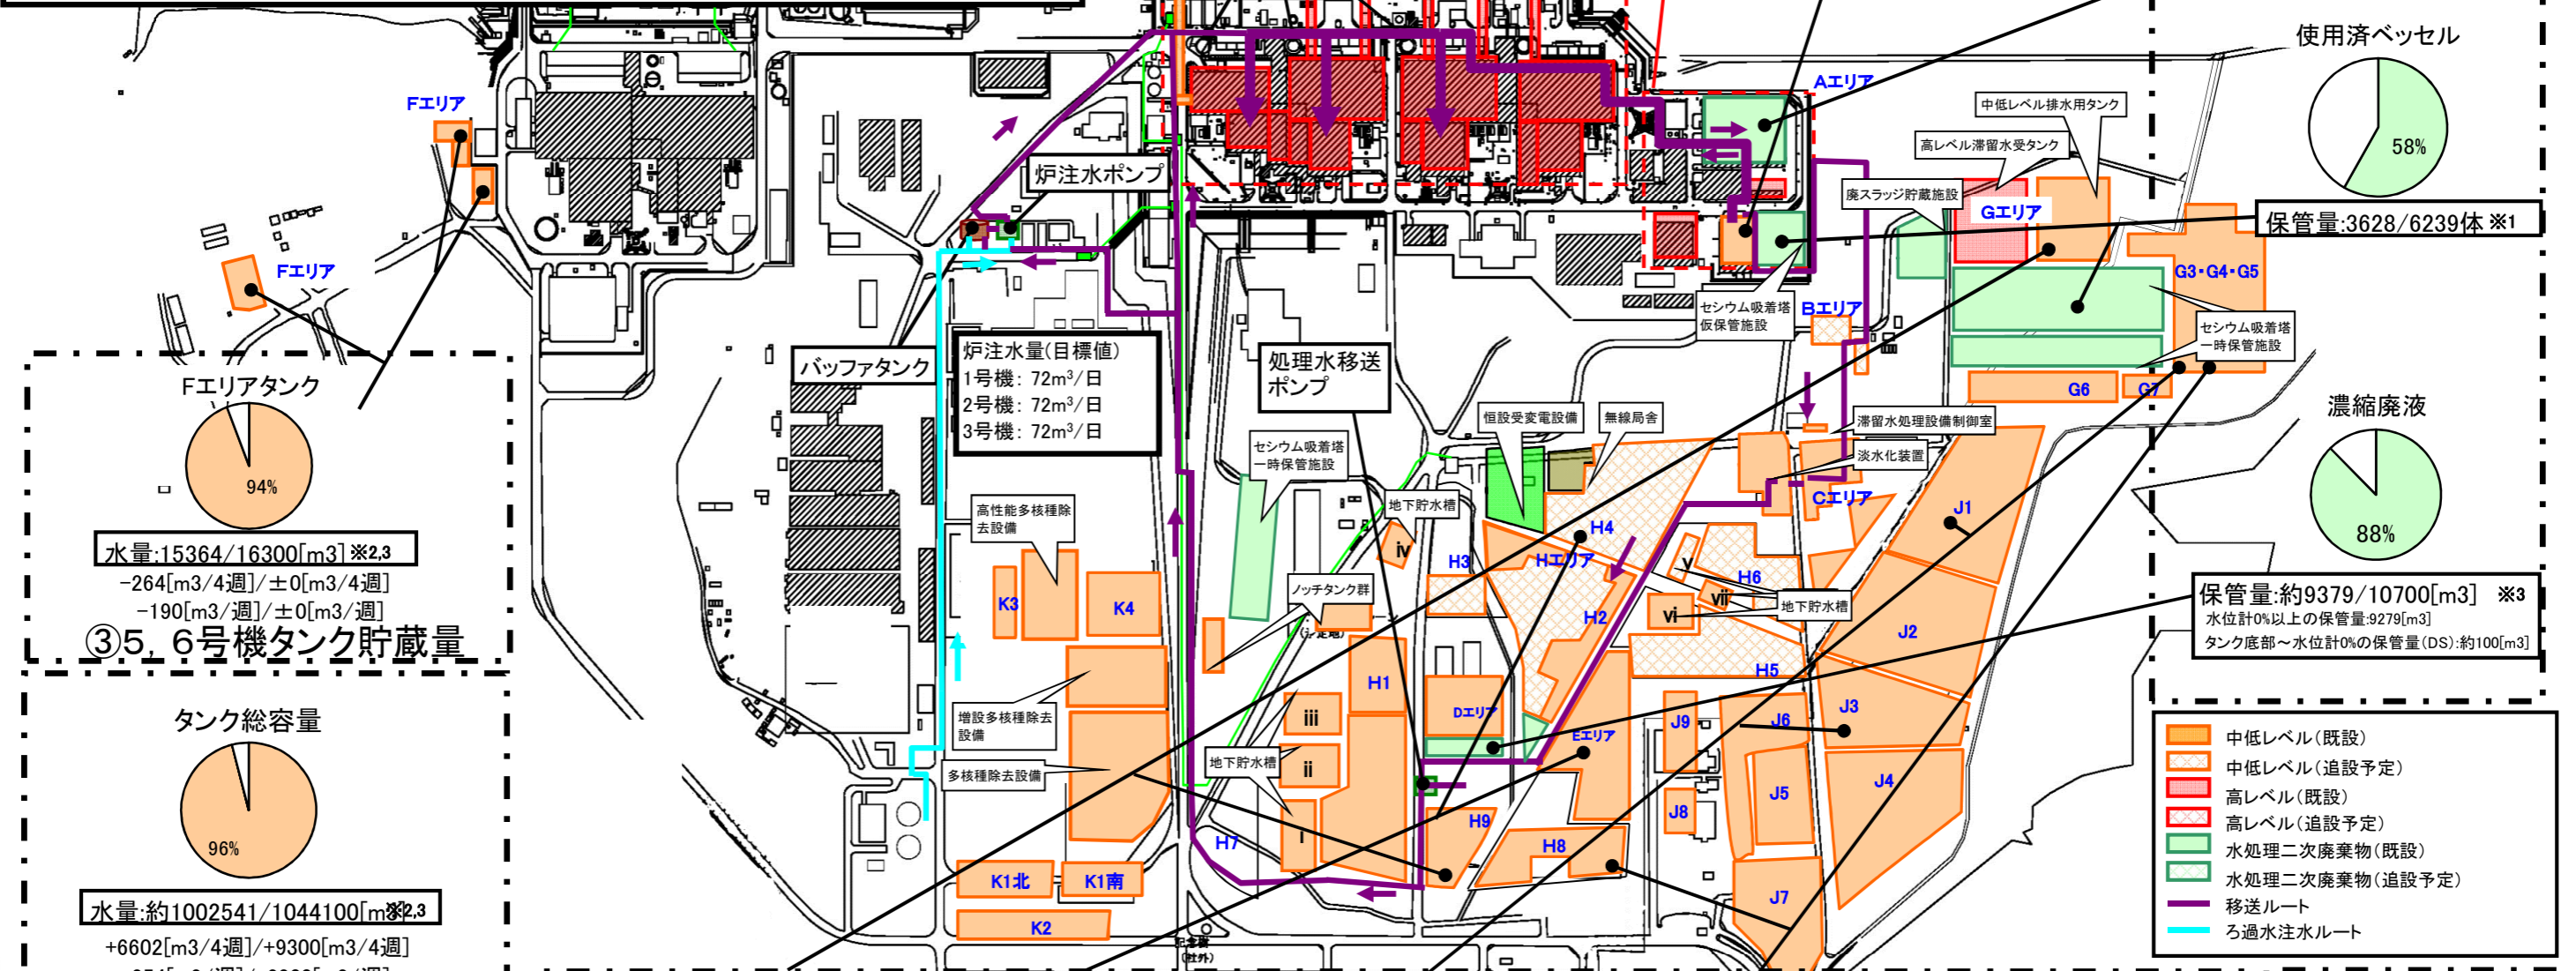 Fエリア
Fエリア
Fエリアタンク
94%
水量:15364/16300[m3]※2,3
−264[m3/4週]/±0[m3/4週]
−190[m3/週]/±0[m3/週]
③5，6号機タンク貯蔵量
タンク総容量
96%
水量:約1002541/1044100[m3]※2,3
+6602[m3/4週]/+9300[m3/4週]
炉注水ポンプ
バッファタンク
炉注水量(目標値)
1号機: 72m³/日
2号機: 72m³/日
3号機: 72m³/日
処理水移送
ポンプ
セシウム吸着塔
一時保管施設
恒設受変電設備
無線局舎
地下貯水槽
高性能多核種除
去設備
ノッチタンク群
K3
K4
増設多核種除去
設備
多核種除去設備
地下貯水槽
K1北
K1南
K2
記念樹
(社外)
iv
iii
ii
i
H1
H3
H4
Hエリア
H2
Dエリア
Eエリア
H7
H9
H8
H5
H6
v
vi
vii
地下貯水槽
J9
J8
J6
J5
J7
J1
J2
J3
J4
Aエリア
Bエリア
Cエリア
セシウム吸着塔
仮保管施設
滞留水処理設備制御室
淡水化装置
廃スラッジ貯蔵施設
高レベル滞留水受タンク
中低レベル排水用タンク
Gエリア
G3・G4・G5
セシウム吸着塔
一時保管施設
G6
G7
使用済ベッセル
58%
保管量:3628/6239体 ※1
濃縮廃液
88%
保管量:約9379/10700[m3] ※3
水位計0%以上の保管量:9279[m3]
タンク底部～水位計0%の保管量(DS):約100[m3]
中低レベル(既設)
中低レベル(追設予定)
高レベル(既設)
高レベル(追設予定)
水処理二次廃棄物(既設)
水処理二次廃棄物(追設予定)
移送ルート
ろ過水注水ルート